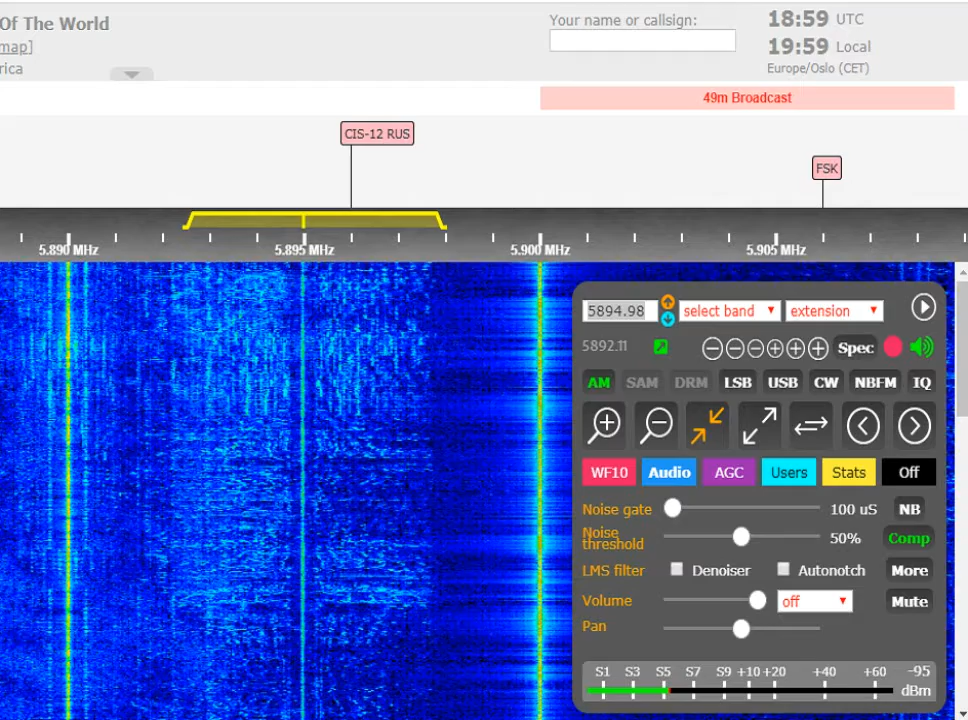 Of The World
map]
rica
Your name or callsign:
18:59 UTC
19:59 Local
Europe/Oslo (CET)
49m Broadcast
CIS-12 RUS
FSK
5.890 MHz 5.895 MHz 5.900 MHz 5.905 MHz
5894.98 select band extension
5892.11 Spec
AM SAM DRM LSB USB CW NBFM IQ
WF10 Audio AGC Users Stats Off
Noise gate 100 uS NB
Noise threshold 50% Comp
LMS filter Denoiser Autonotch More
Volume off Mute
Pan
S1 S3 S5 S7 S9 +10 +20 +40 +60 -95
dBm